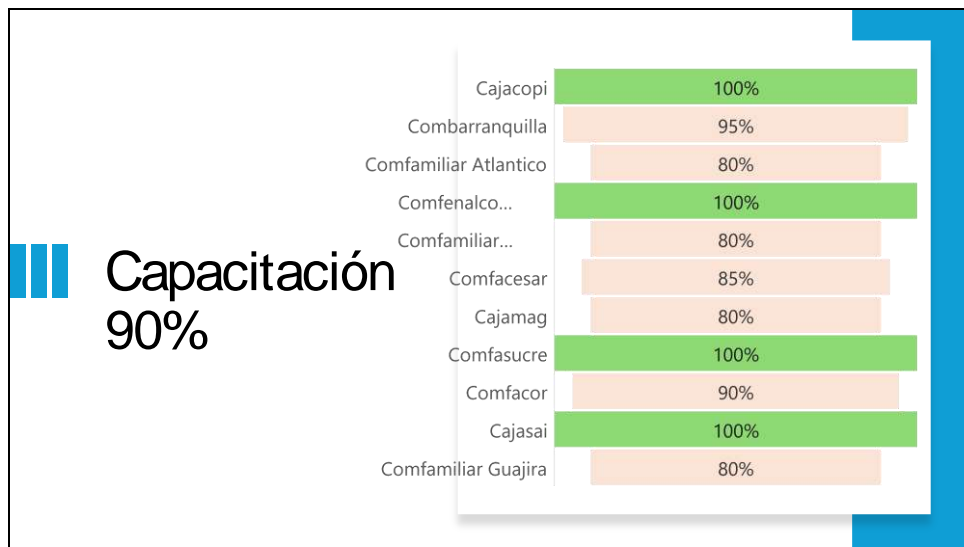 Capacitación
90%
Cajacopi 100%
Combarranquilla 95%
Comfamiliar Atlantico 80%
Comfenalco... 100%
Comfamiliar... 80%
Comfacesar 85%
Cajamag 80%
Comfasucre 100%
Comfacor 90%
Cajasai 100%
Comfamiliar Guajira 80%